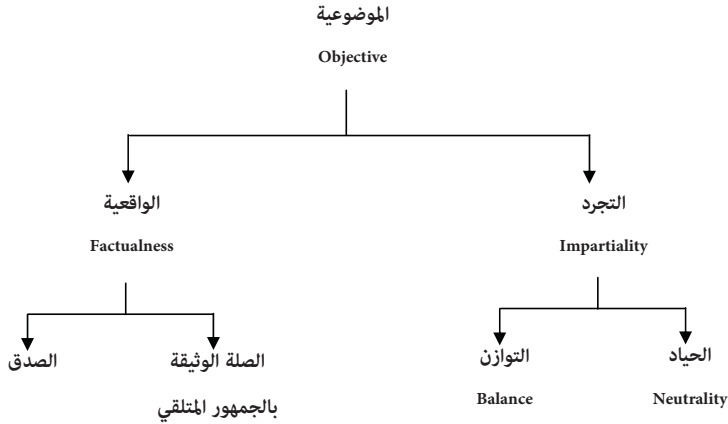 الموضوعية
Objective
التجرد
الواقعية
Impartiality
Factualness
الحياد
التوازن
الصلة الوثيقة
الصدق
بالجمهور المتلقي
Neutrality
Balance